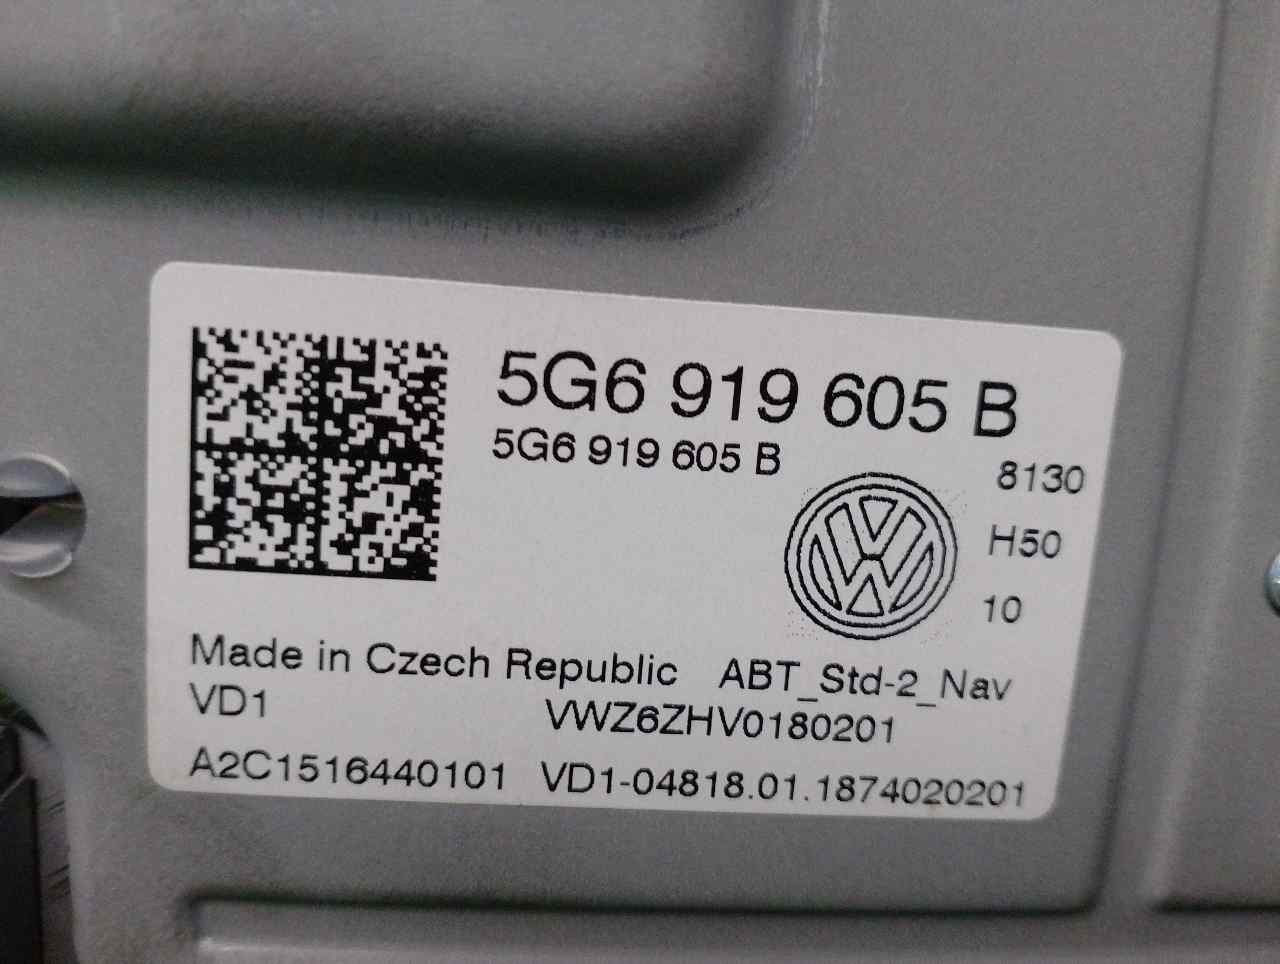 5G6 919 605 B
5G6 919 605 B
8130
H50
10
Made in Czech Republic ABT_Std-2_Nav
VD1 VWZ6ZHV0180201
A2C1516440101 VD1-04818.01.1874020201